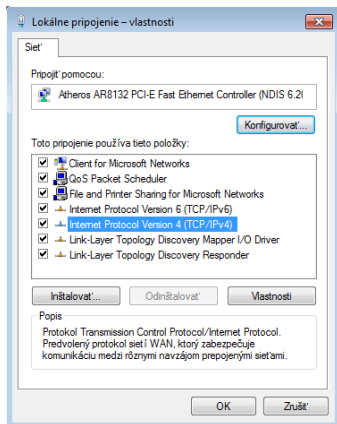 Lokálne pripojenie – vlastnosti
Sieť
Pripojiť pomocou:
Atheros AR8132 PCI-E Fast Ethernet Controller (NDIS 6.20
Konfigurovať...
Toto pripojenie používa tieto položky:
Client for Microsoft Networks
QoS Packet Scheduler
File and Printer Sharing for Microsoft Networks
Internet Protocol Version 6 (TCP/IPv6)
Internet Protocol Version 4 (TCP/IPv4)
Link-Layer Topology Discovery Mapper I/O Driver
Link-Layer Topology Discovery Responder
Inštalovať... Odinštalovať Vlastnosti
Popis
Protokol Transmission Control Protocol/Internet Protocol.
Predvolený protokol sietí WAN, ktorý zabezpečuje
komunikáciu medzi rôznymi navzájom prepojenými sieťami.
OK Zrušiť